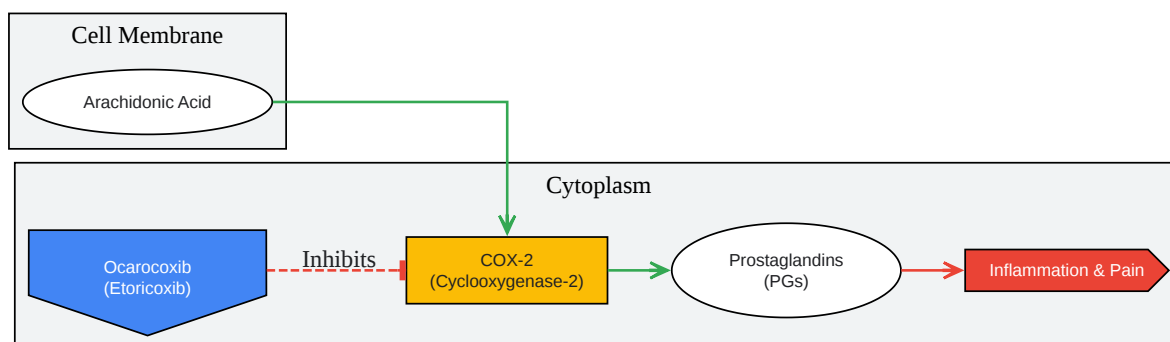 Cell Membrane
Arachidonic Acid
Cytoplasm
Ocarocoxib
(Etoricoxib)
Inhibits
COX-2
(Cyclooxygenase-2)
Prostaglandins
(PGs)
Inflammation & Pain